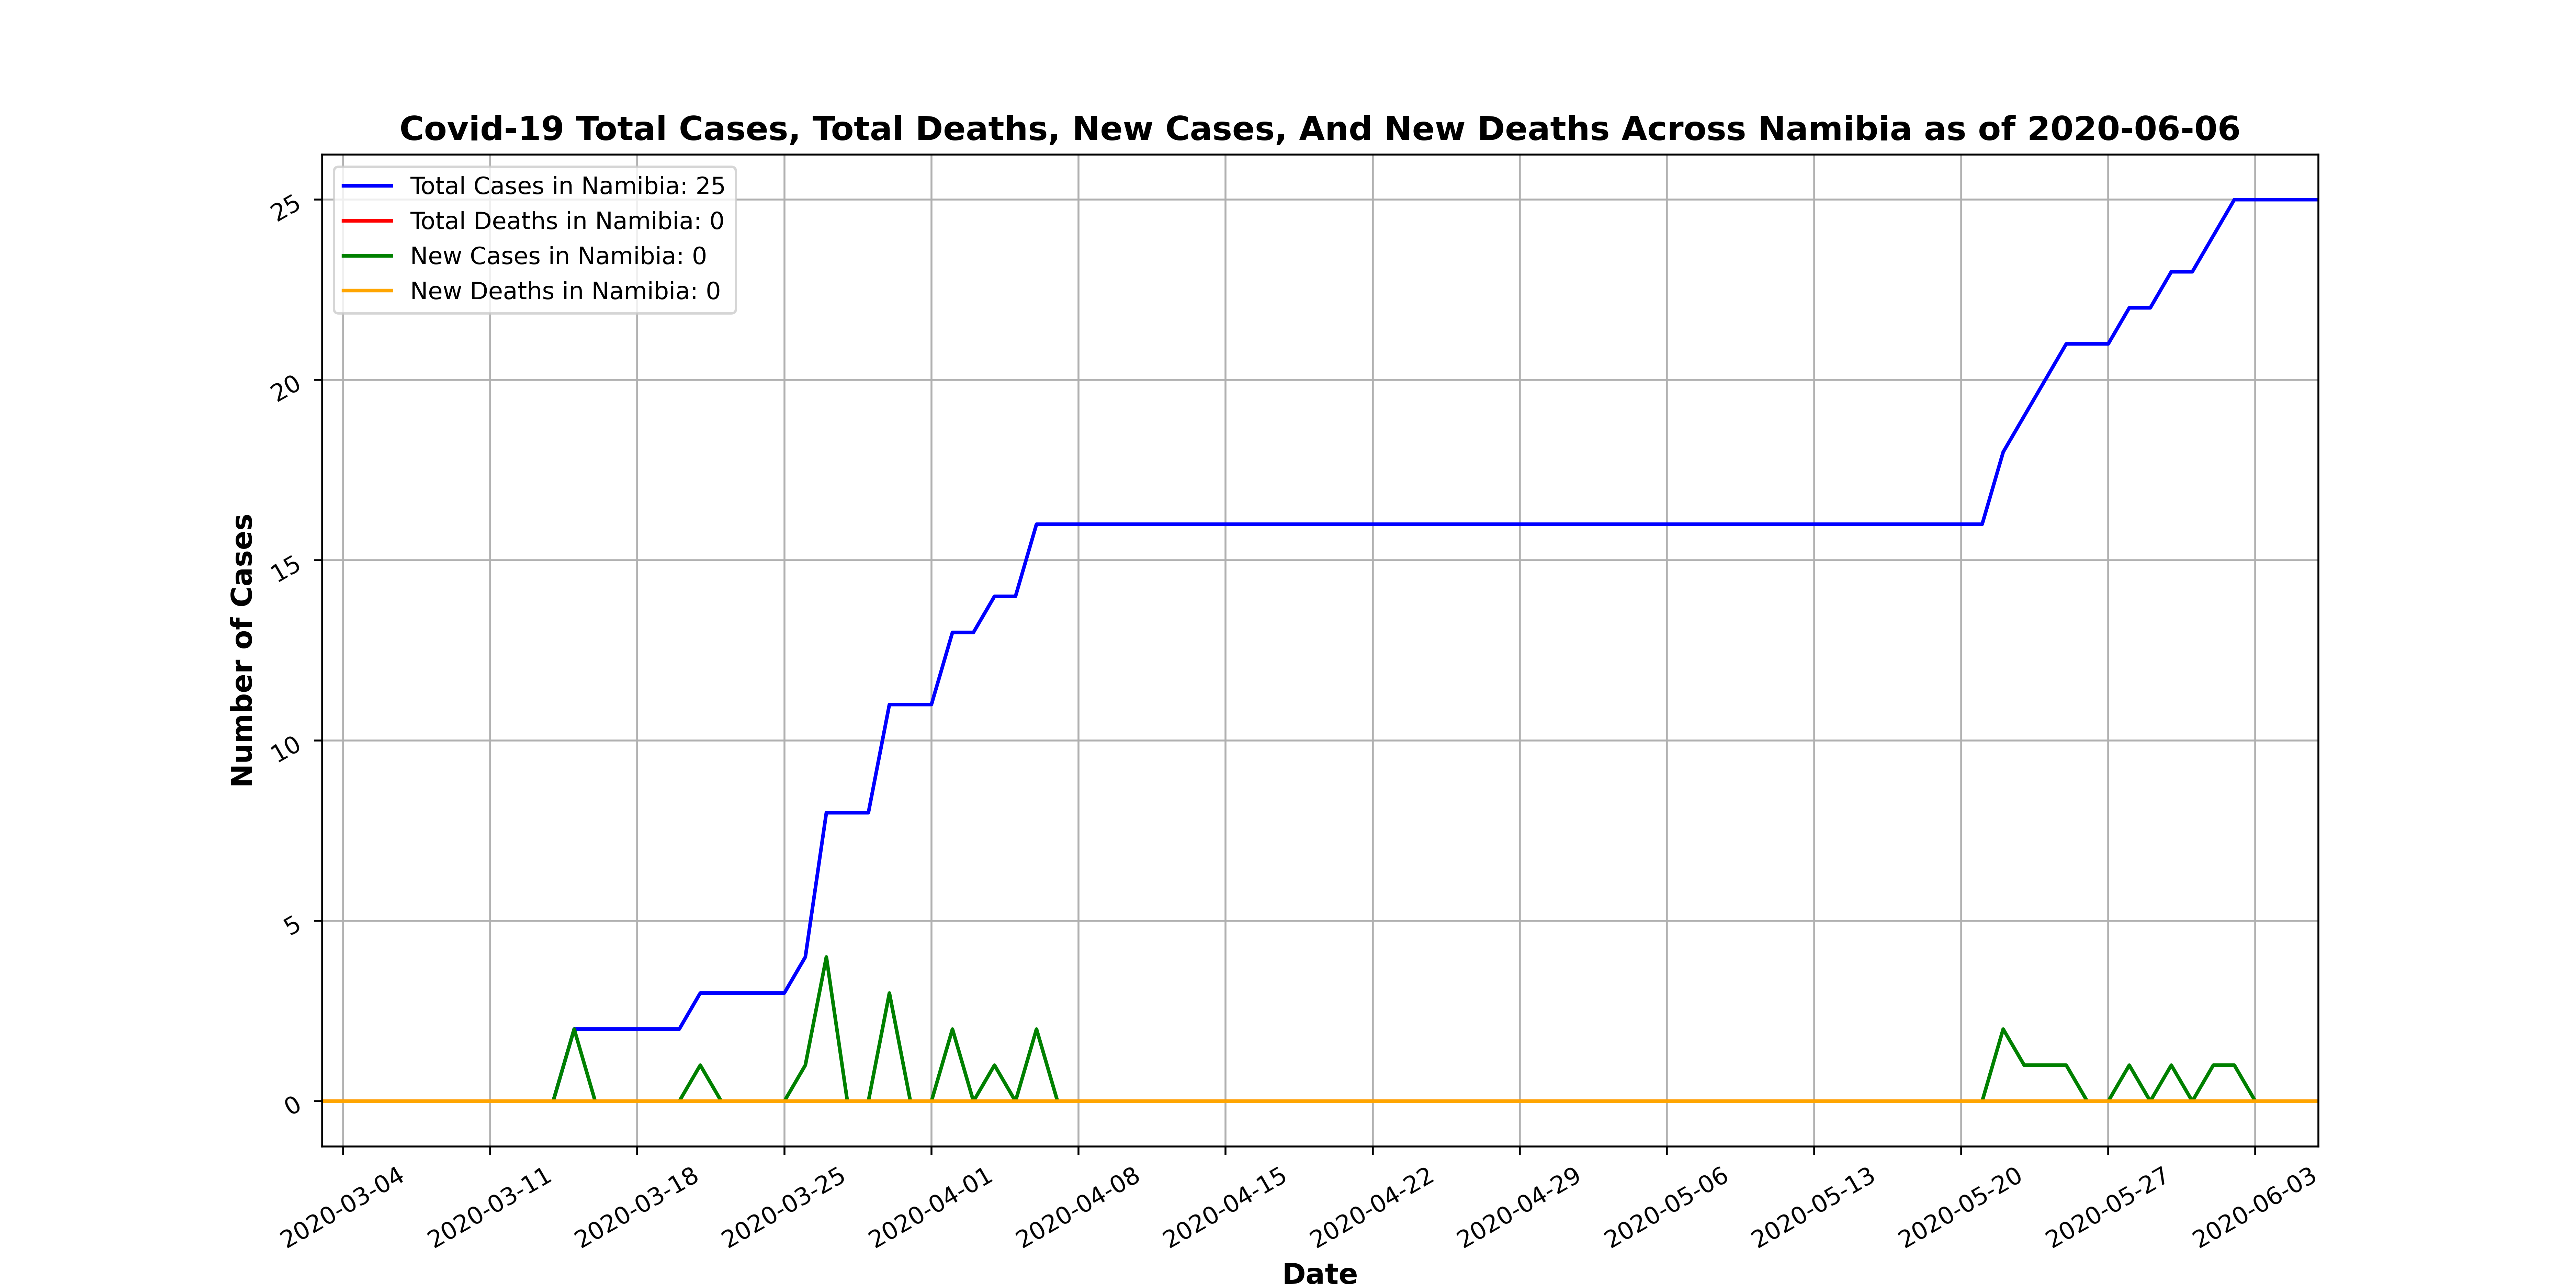 Covid-19 Total Cases, Total Deaths, New Cases, And New Deaths Across Namibia as of 2020-06-06
Total Cases in Namibia: 25
Total Deaths in Namibia: 0
New Cases in Namibia: 0
New Deaths in Namibia: 0
Number of Cases
25
20
15
10
5
0
2020-03-04
2020-03-11
2020-03-18
2020-03-25
2020-04-01
2020-04-08
2020-04-15
2020-04-22
2020-04-29
2020-05-06
2020-05-13
2020-05-20
2020-05-27
2020-06-03
Date